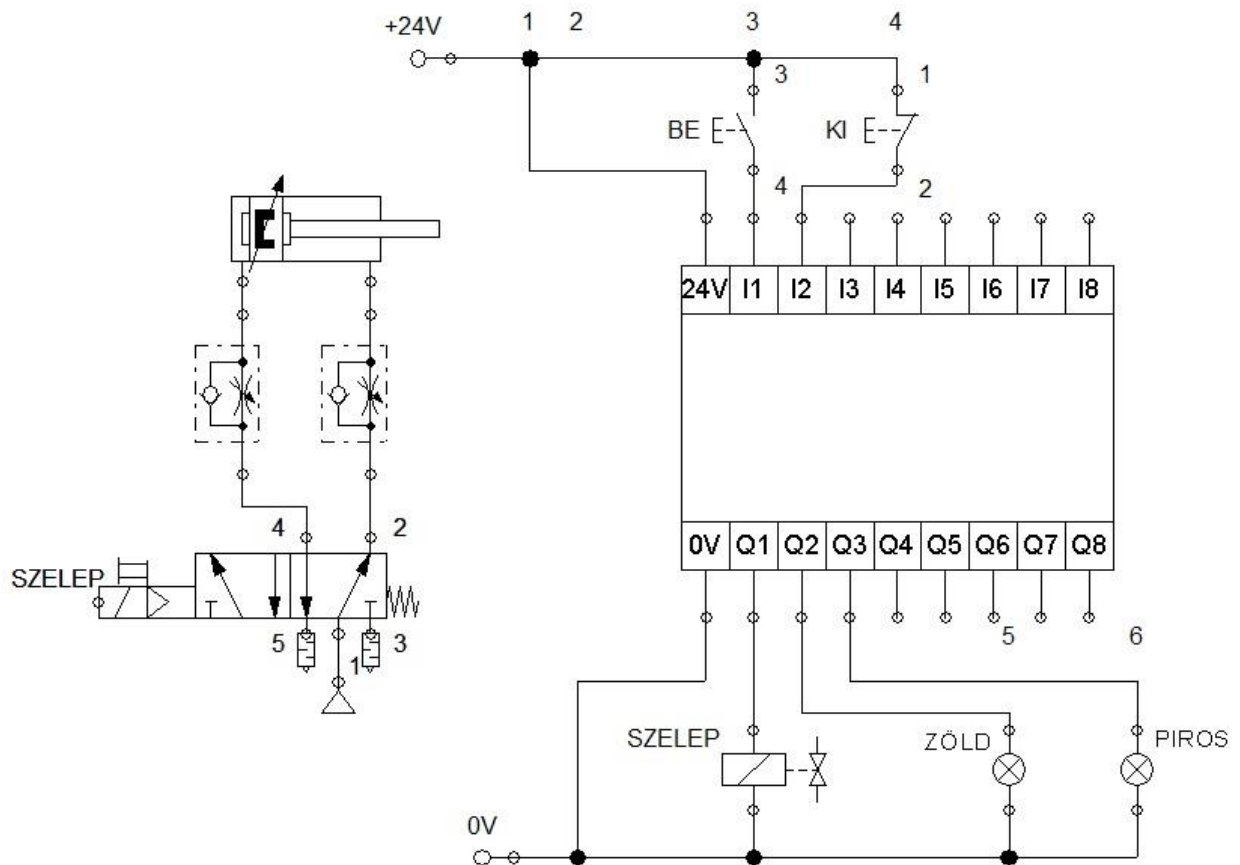 1 2 3 4
+24V
3 1
BE KI
4 2
24V I1 I2 I3 I4 I5 I6 I7 I8
4 2
0V Q1 Q2 Q3 Q4 Q5 Q6 Q7 Q8
SZELEP
5 1 3
5 6
SZELEP ZÖLD PIROS
0V